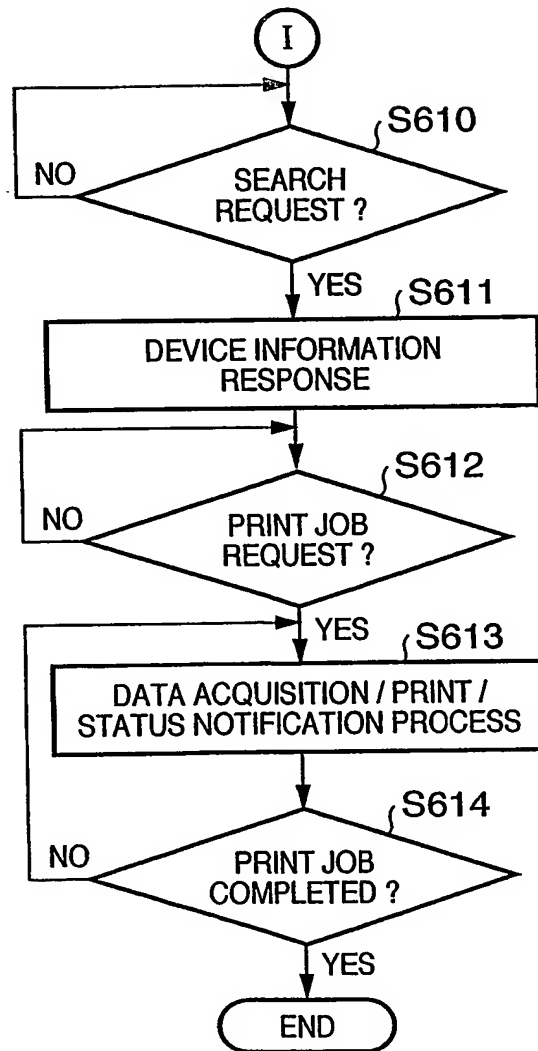 I
S610
NO
SEARCH
REQUEST ?
YES
S611
DEVICE INFORMATION
RESPONSE
S612
NO
PRINT JOB
REQUEST ?
YES
S613
DATA ACQUISITION / PRINT /
STATUS NOTIFICATION PROCESS
S614
NO
PRINT JOB
COMPLETED ?
YES
END